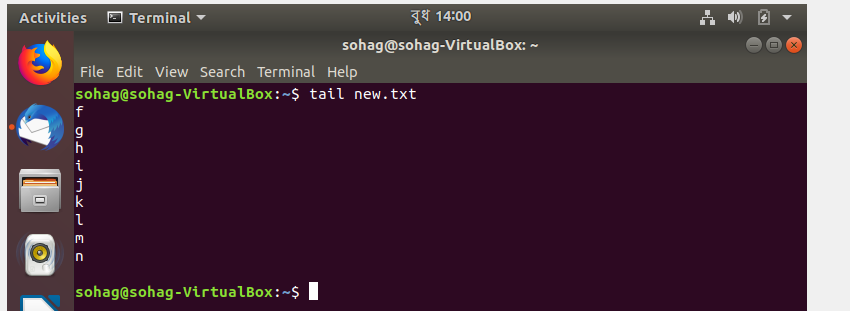 Activities Terminal বুধ 14:00
sohag@sohag-VirtualBox: ~
File Edit View Search Terminal Help
sohag@sohag-VirtualBox:~$ tail new.txt
f
g
h
i
j
k
l
m
n
sohag@sohag-VirtualBox:~$